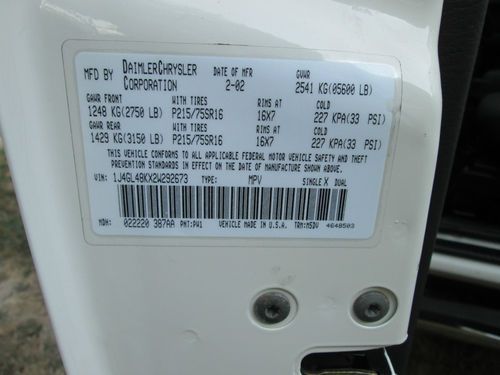 MFD BY DAIMLERCHRYSLER CORPORATION DATE OF MFR 2-02 GVWR 2541 KG(05600 LB)
GAWR FRONT WITH TIRES RIMS AT COLD
1248 KG(2750 LB) P215/75SR16 16X7 227 KPA(33 PSI)
GAWR REAR WITH TIRES RIMS AT COLD
1429 KG(3150 LB) P215/75SR16 16X7 227 KPA(33 PSI)
THIS VEHICLE CONFORMS TO ALL APPLICABLE FEDERAL MOTOR VEHICLE SAFETY AND THEFT
PREVENTION STANDARDS IN EFFECT ON THE DATE OF MANUFACTURE SHOWN ABOVE.
VIN: 1J4GL48KX2W292673 TYPE: MPV SINGLE X DUAL
MDH: 022220 387AA PNT:PW1 VEHICLE MADE IN U.S.A. TRM:MSDV 4648503